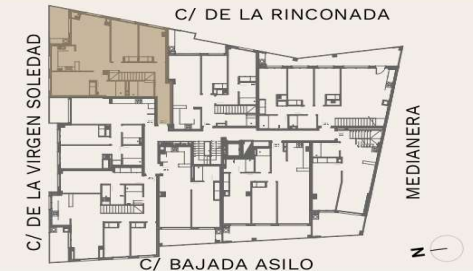 C/ DE LA RINCONADA
C/ DE LA VIRGEN SOLEDAD
MEDIANERA
C/ BAJADA ASILO
N